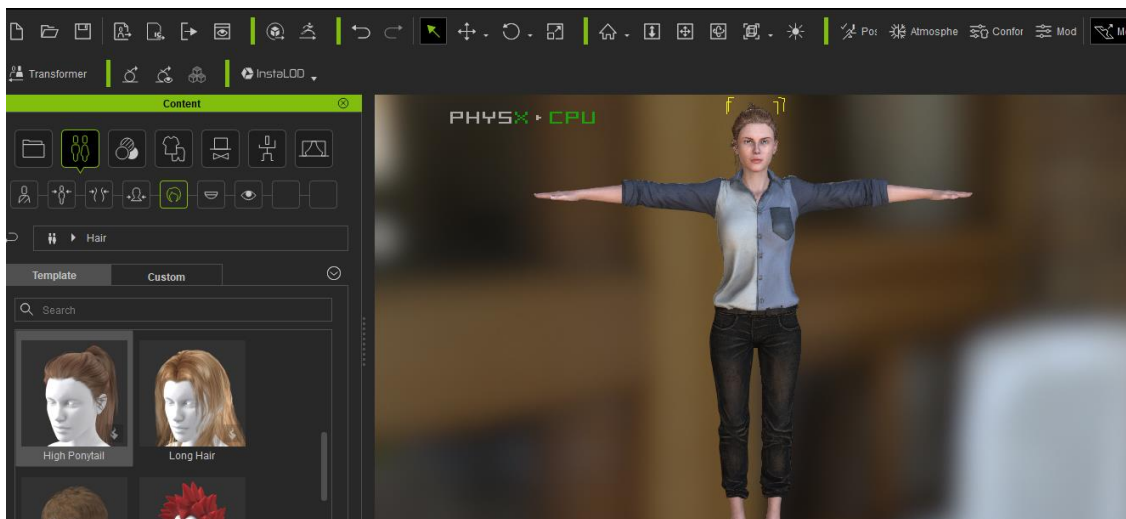 Pos
Atmosphe
Confor
Mod
Transformer
InstaLOD
Content
PHYSX CPU
Hair
Template
Custom
Search
High Ponytail
Long Hair